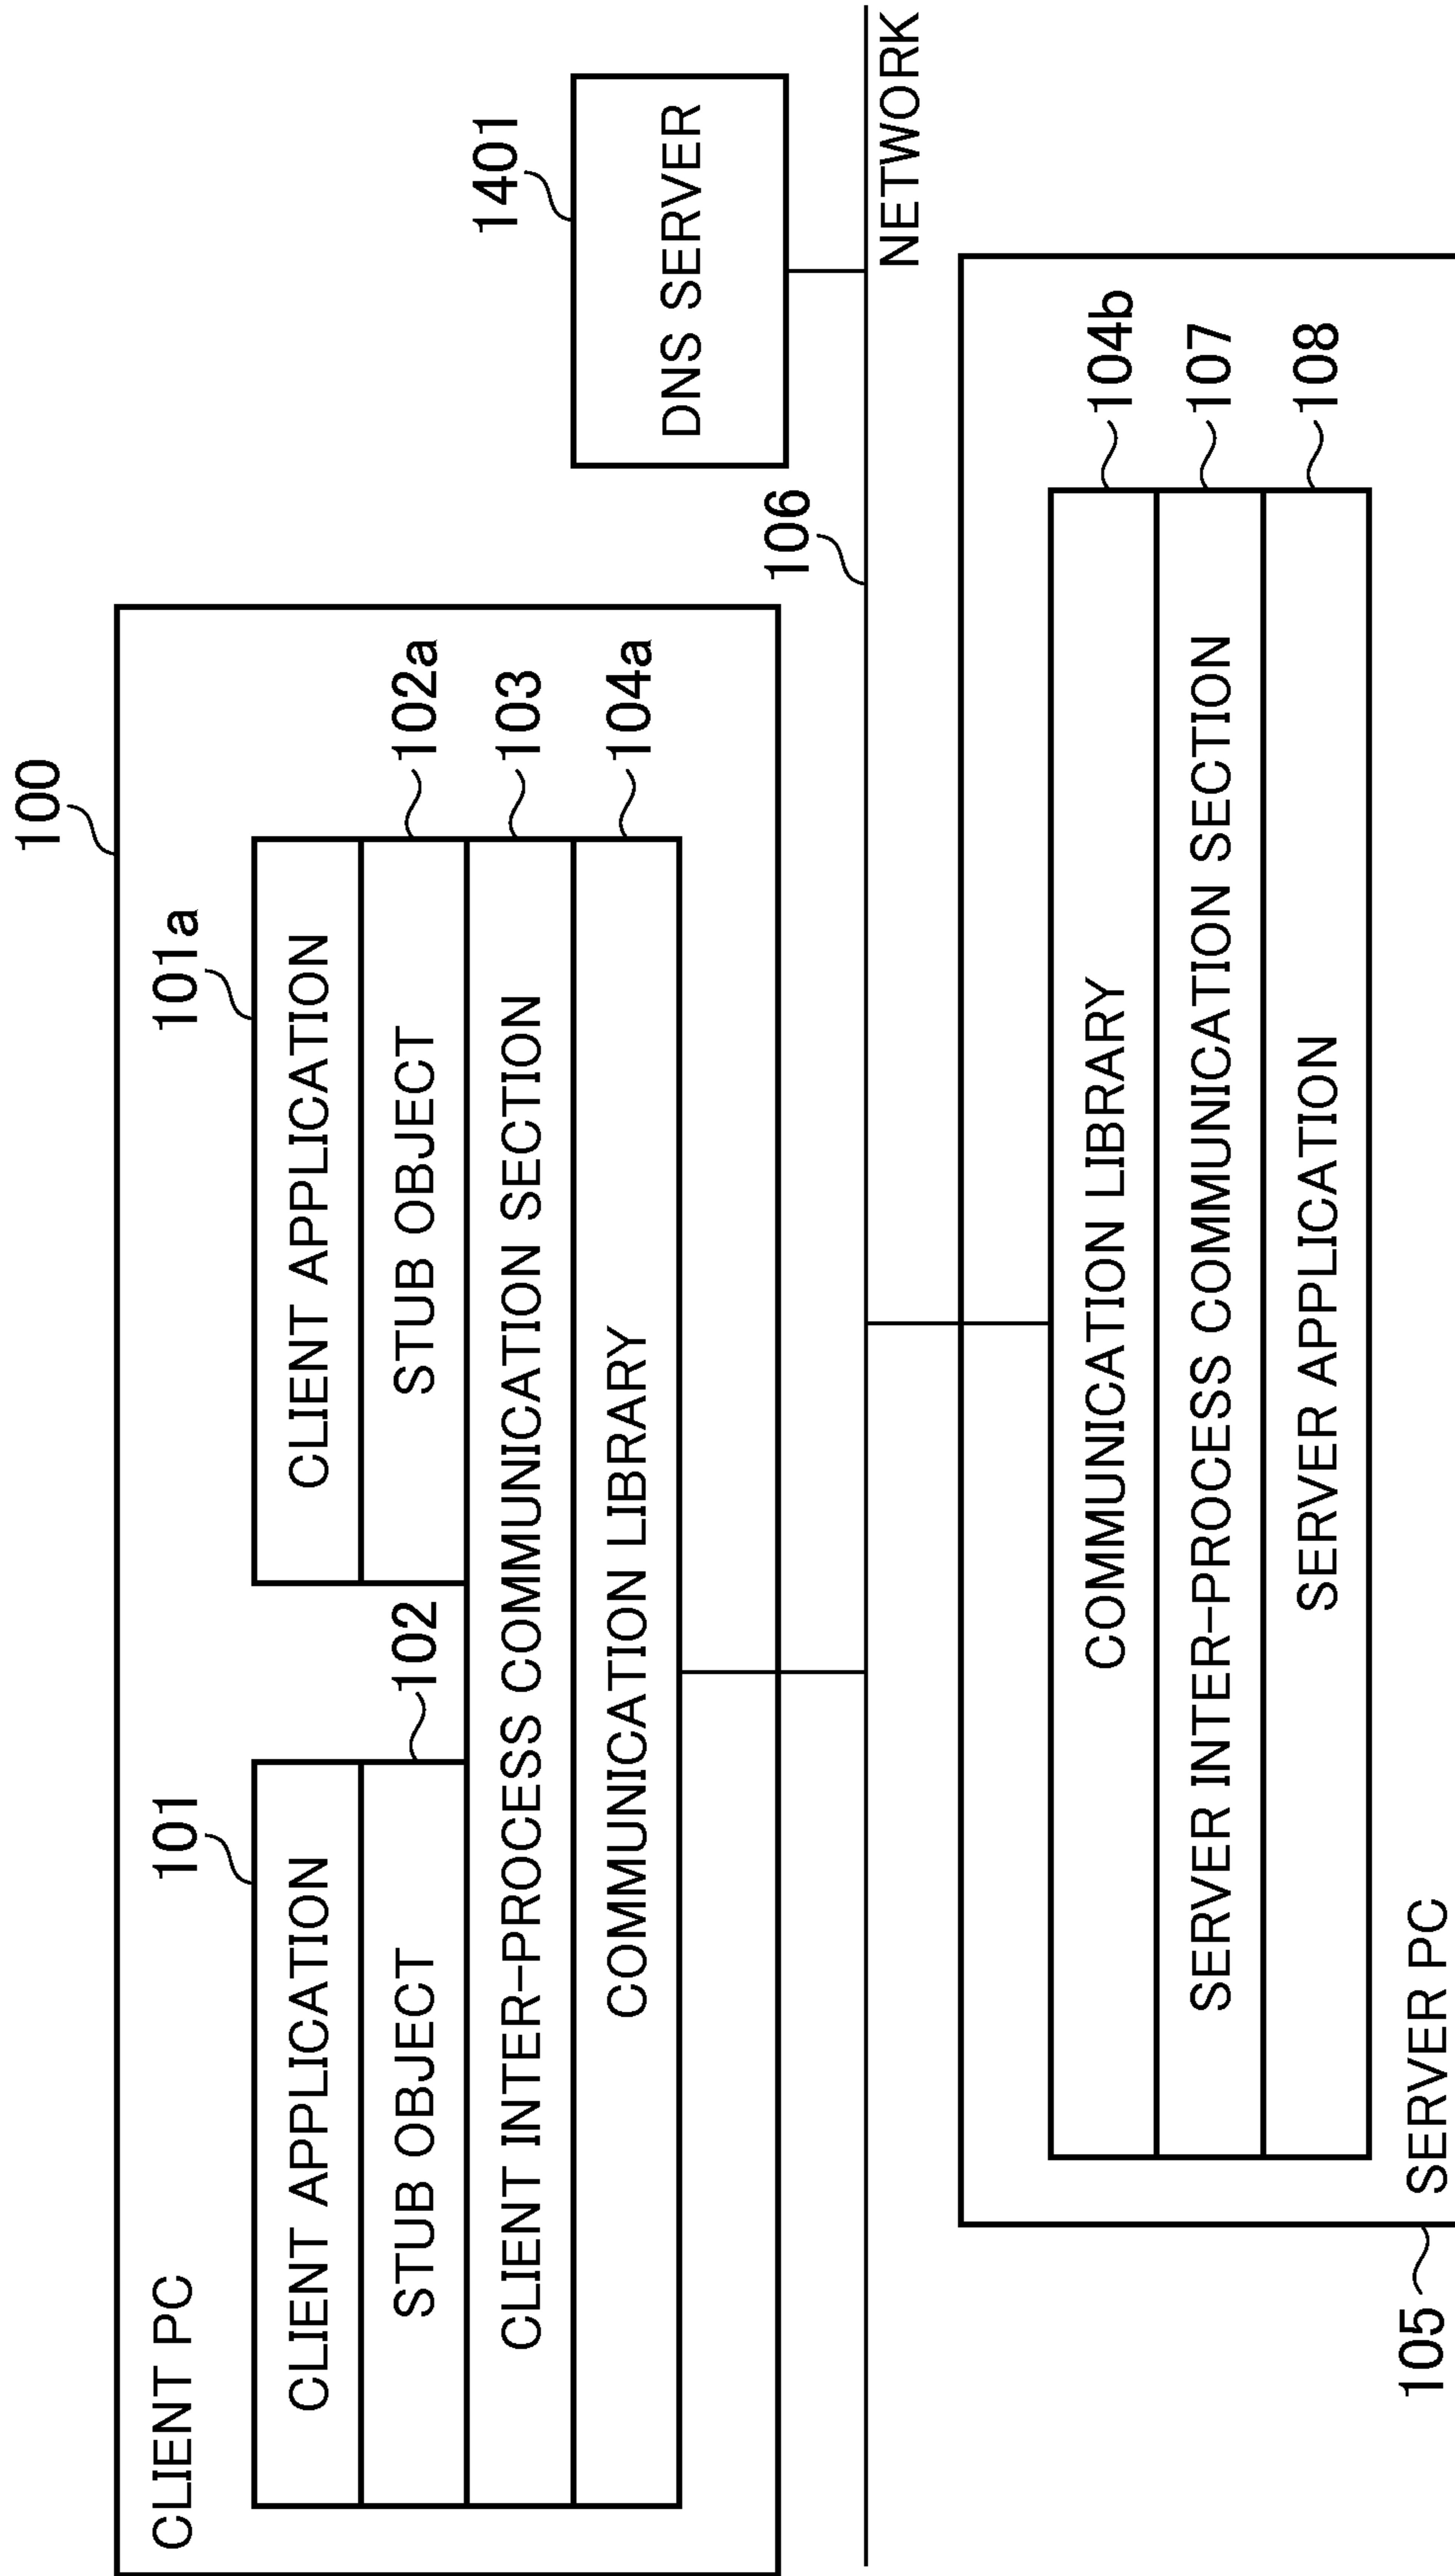 100
CLIENT PC
101
101a
CLIENT APPLICATION
CLIENT APPLICATION
STUB OBJECT
102
STUB OBJECT
102a
CLIENT INTER-PROCESS COMMUNICATION SECTION
103
COMMUNICATION LIBRARY
104a
1401
DNS SERVER
106
NETWORK
COMMUNICATION LIBRARY
104b
SERVER INTER-PROCESS COMMUNICATION SECTION
107
SERVER APPLICATION
108
105
SERVER PC